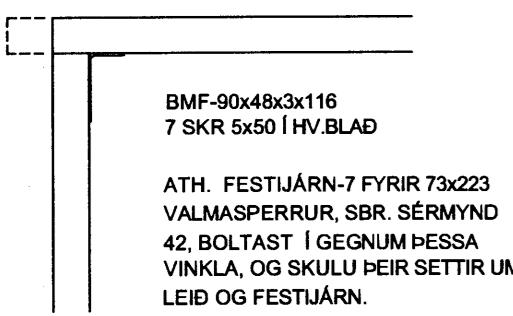 BMF-90x48x3x116
7 SKR 5x50 Í HV.BLAÐ
ATH. FESTIJÁRN-7 FYRIR 73x223
VALMASPERRUR, SBR. SÉRMYND
42, BOLTAST Í GEGNUM ÞESSA
VINKLA, OG SKULU ÞEIR SETTIR UM
LEIÐ OG FESTIJÁRN.